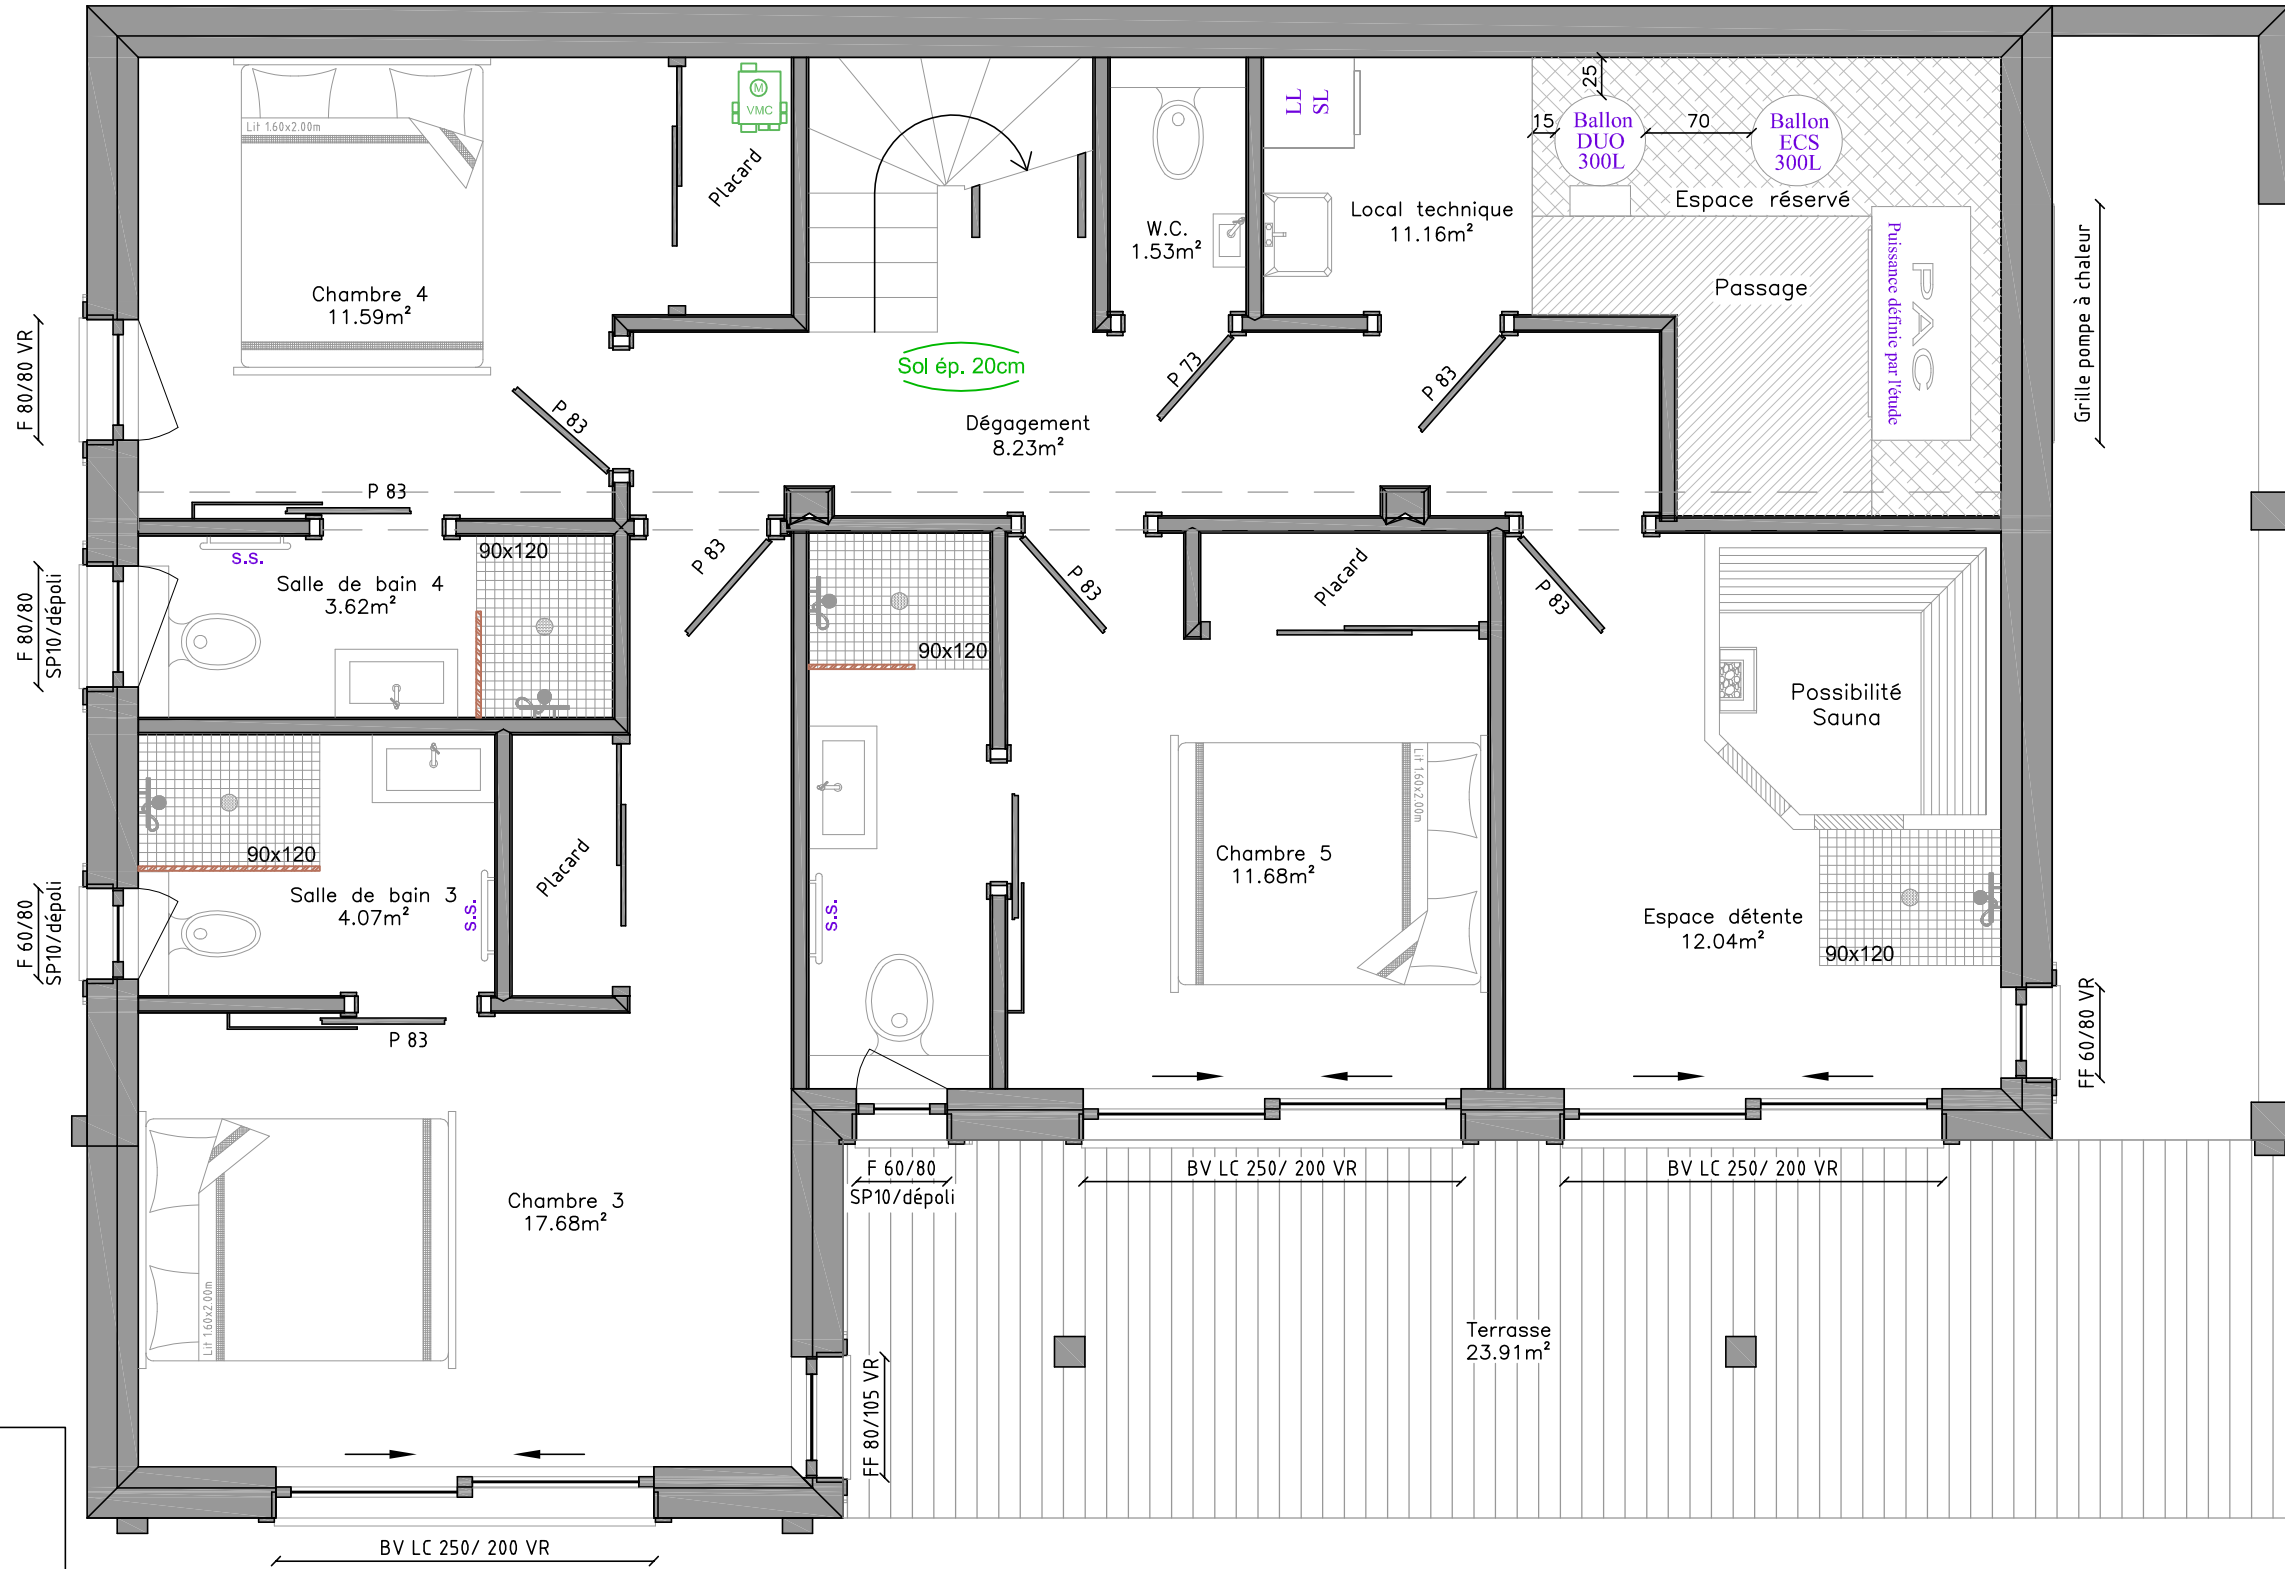 Lit 1.60x2.00m
M
VMC
Placard
LL
SL
25
15
Ballon
DUO
300L
70
Ballon
ECS
300L
Espace réservé
Local technique
11.16m²
W.C.
1.53m²
Passage
PAC
Puissance définie par l'étude
Grille pompe à chaleur
Chambre 4
11.59m²
F 80/80 VR
Sol ép. 20cm
P 73
P 83
P 83
Dégagement
8.23m²
P 83
s.s.
90x120
Salle de bain 4
3.62m²
F 80/80
SP10/dépoli
P 83
90x120
P 83
Placard
P 83
Possibilité
Sauna
90x120
Salle de bain 3
4.07m²
s.s.
F 60/80
SP10/dépoli
Placard
s.s.
Lit 1.60x2.00m
Chambre 5
11.68m²
Espace détente
12.04m²
90x120
FF 60/80 VR
P 83
F 60/80
SP10/dépoli
BV LC 250/ 200 VR
BV LC 250/ 200 VR
Chambre 3
17.68m²
Lit 1.60x2.00m
Terrasse
23.91m²
FF 80/105 VR
BV LC 250/ 200 VR